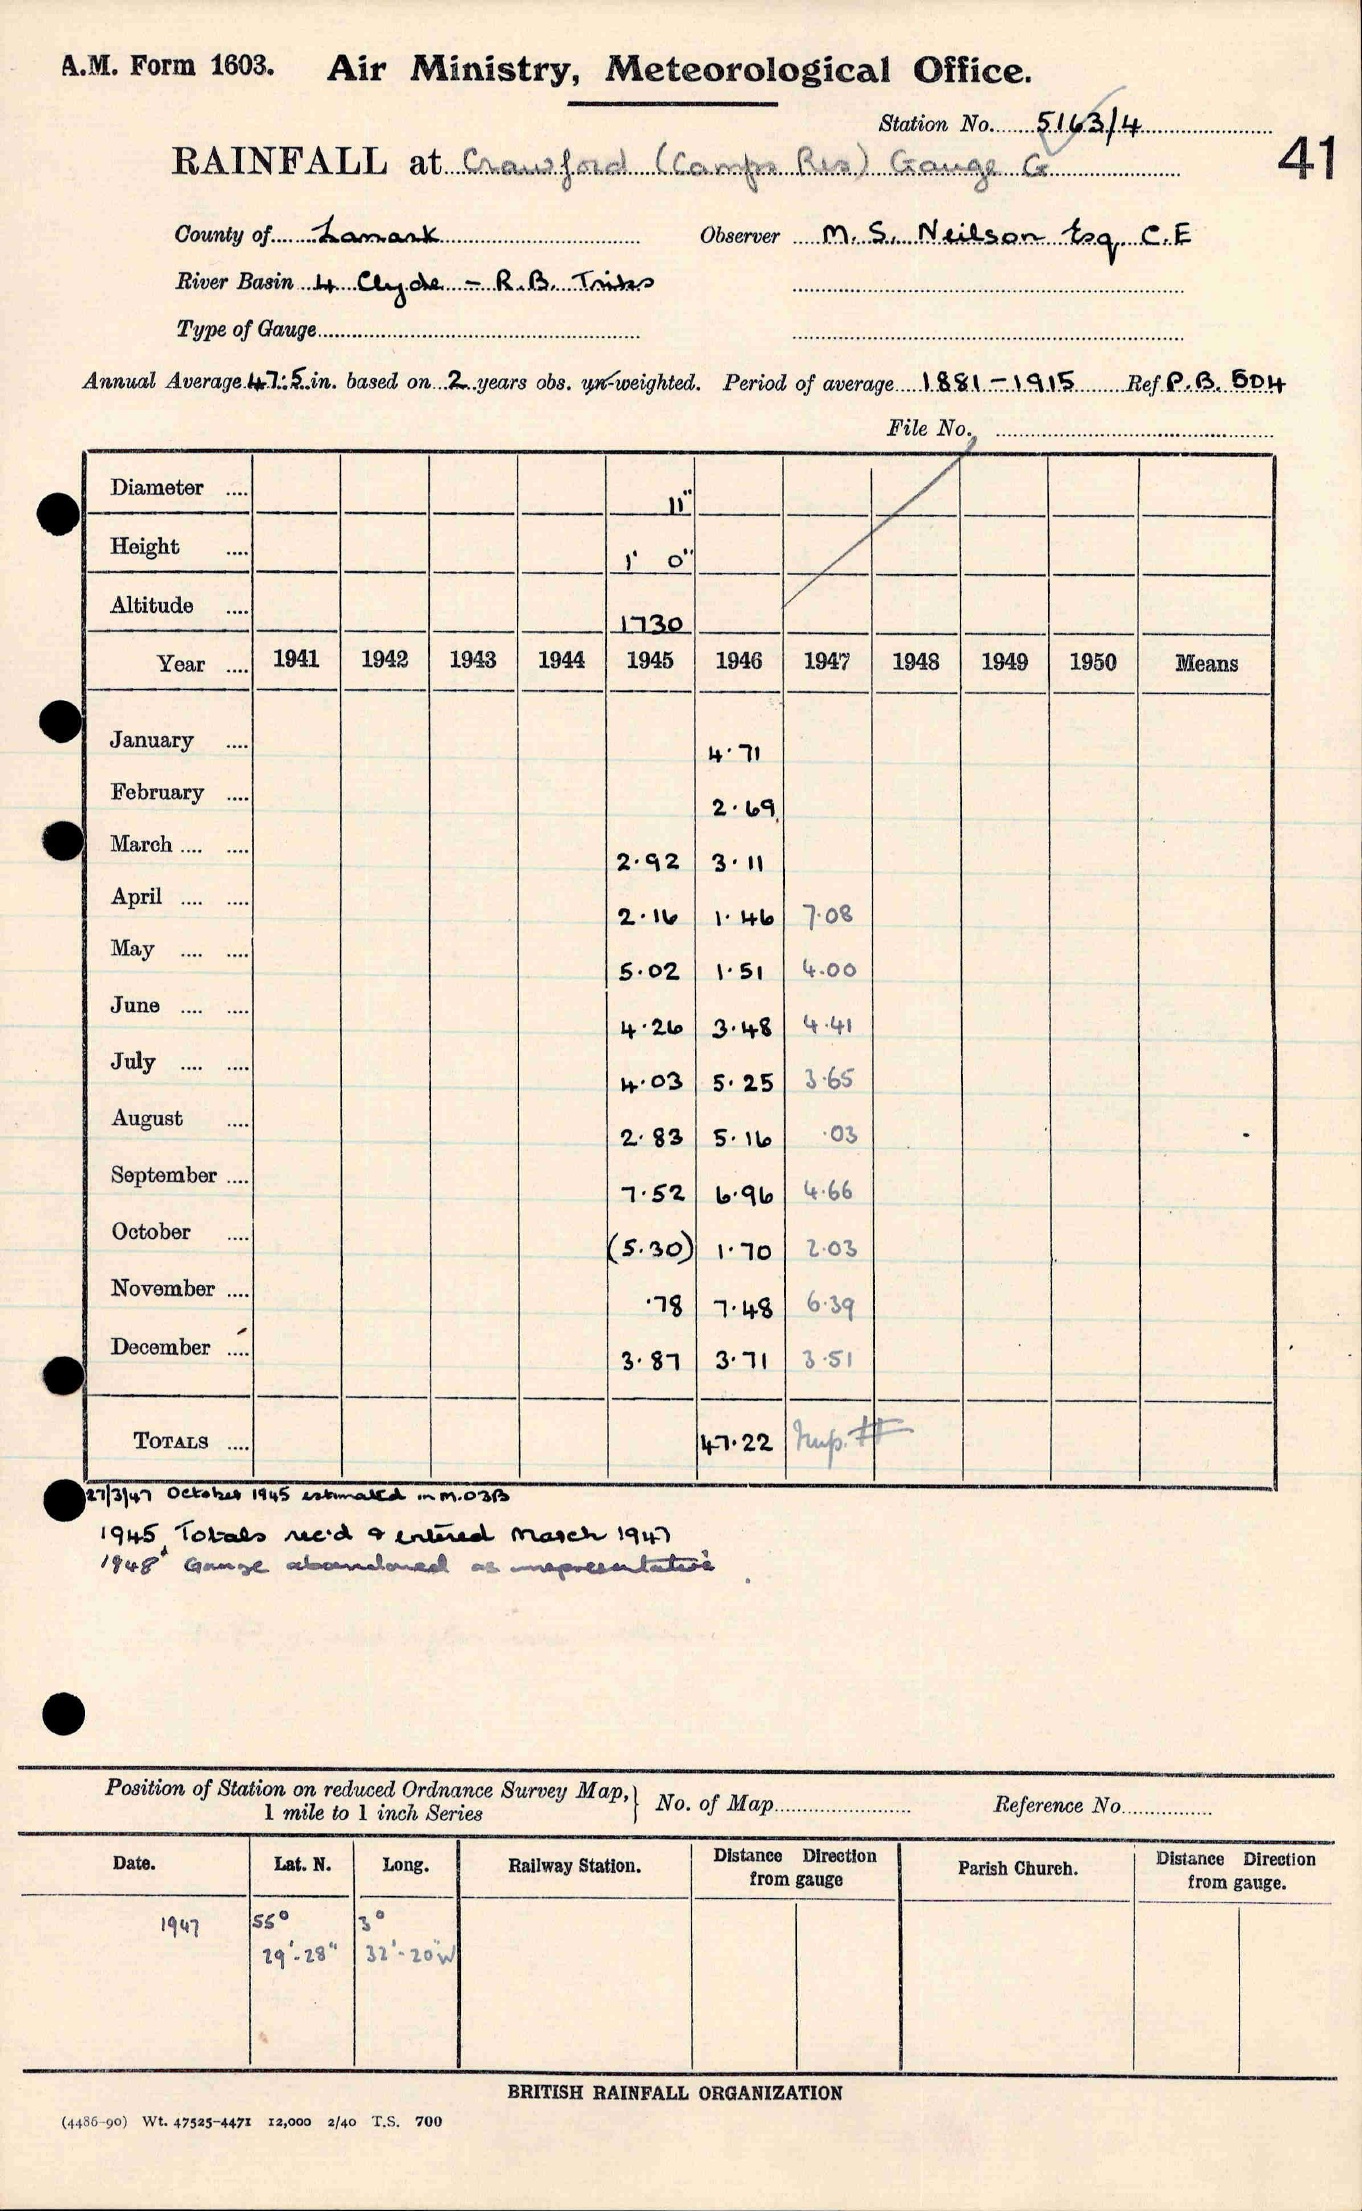 A.M. Form 1603. Air Ministry, Meteorological Office.
Station No. 5163/4
RAINFALL at Crawford (Camps Res) Gauge G
41
County of Lanark Observer M. S. Neilson Esq. C.E
River Basin 4 Clyde – R.B. Tribs
Type of Gauge
Annual Average 47.5 in. based on 2 years obs. un-weighted. Period of average 1881–1915 Ref P.B. 504
File No.
Diameter .... 11"
Height .... 1' 0"
Altitude .... 1730
Year .... 1941 1942 1943 1944 1945 1946 1947 1948 1949 1950 Means
January .... 4.71
February .... 2.69
March .... .... 2.92 3.11
April .... .... 2.16 1.46 7.08
May .... .... 5.02 1.51 4.00
June .... .... 4.26 3.48 4.41
July .... .... 4.03 5.25 3.65
August .... 2.83 5.16 .03
September .... 7.52 6.96 4.66
October .... (5.30) 1.70 2.03
November .... .78 7.48 6.39
December .... 3.87 3.71 3.51
TOTALS .... 47.22
27/3/47 October 1945 estimated in M.O3B
1945 Totals rec'd & entered March 1947
1948 Gauge abandoned as unrepresentative
Position of Station on reduced Ordnance Survey Map, } No. of Map Reference No.
1 mile to 1 inch Series
Date. Lat. N. Long. Railway Station. Distance Direction from gauge Parish Church. Distance Direction from gauge.
1947 55° 3°
29'-28" 32'-20"W
BRITISH RAINFALL ORGANIZATION
(4486-90) Wt. 47525-4471 12,000 2/40 T.S. 700